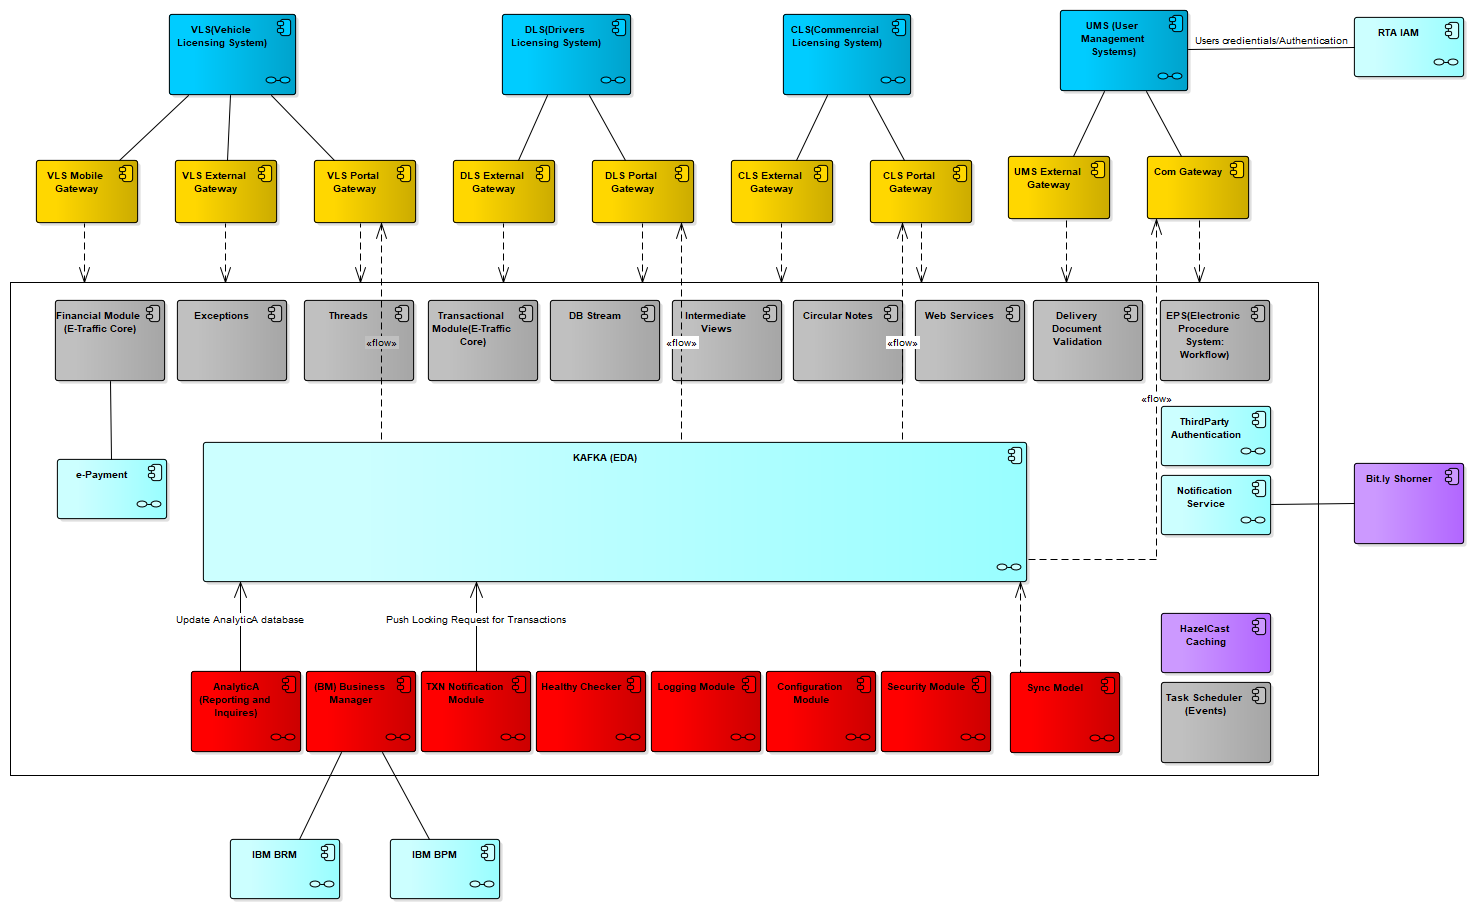 VLS(Vehicle
Licensing System)
DLS(Drivers
Licensing System)
CLS(Commenrcial
Licensing System)
UMS (User
Management
Systems)
Users credientials/Authentication
RTA IAM
VLS Mobile
Gateway
VLS External
Gateway
VLS Portal
Gateway
DLS External
Gateway
DLS Portal
Gateway
CLS External
Gateway
CLS Portal
Gateway
UMS External
Gateway
Com Gateway
Financial Module
(E-Traffic Core)
Exceptions
Threads
Transactional
Module(E-Traffic
Core)
DB Stream
Intermediate
Views
Circular Notes
Web Services
Delivery
Document
Validation
EPS(Electronic
Procedure
System:
Workflow)
«flow»
«flow»
«flow»
«flow»
ThirdParty
Authentication
e-Payment
KAFKA (EDA)
Notification
Service
Bit.ly Shorner
Update AnalyticA database
Push Locking Request for Transactions
HazelCast
Caching
AnalyticA
(Reporting and
Inquires)
(BM) Business
Manager
TXN Notification
Module
Healthy Checker
Logging Module
Configuration
Module
Security Module
Sync Model
Task Scheduler
(Events)
IBM BRM
IBM BPM